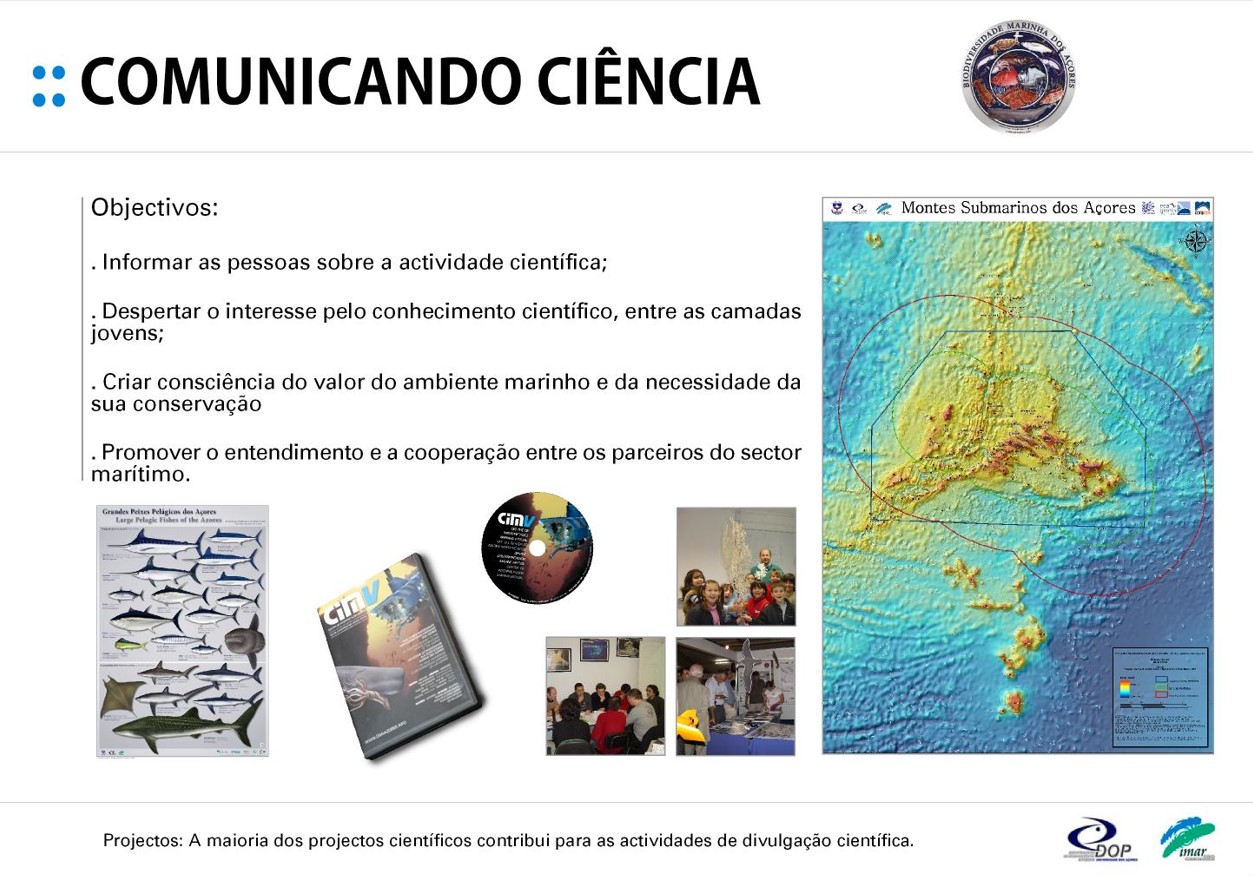 COMUNICANDO CIÊNCIA
BIODIVERSIDADE MARINHA DOS AÇORES
Objectivos:
. Informar as pessoas sobre a actividade científica;
. Despertar o interesse pelo conhecimento científico, entre as camadas
jovens;
. Criar consciência do valor do ambiente marinho e da necessidade da
sua conservação
. Promover o entendimento e a cooperação entre os parceiros do sector
marítimo.
Montes Submarinos dos Açores
Grandes Peixes Pelágicos dos Açores
Large Pelagic Fishes of the Azores
cimv
cimv
Projectos: A maioria dos projectos científicos contribui para as actividades de divulgação científica.
DOP
imar